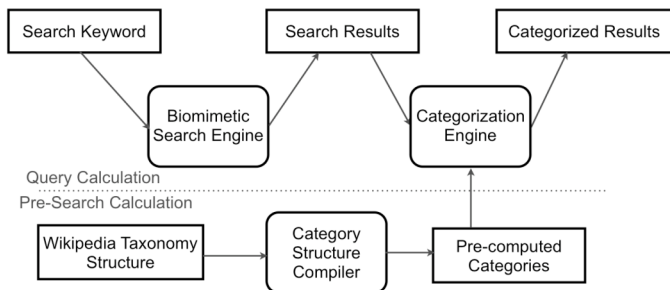 Search Keyword
Search Results
Categorized Results
Biomimetic
Search Engine
Categorization
Engine
Query Calculation
Pre-Search Calculation
Wikipedia Taxonomy
Structure
Category
Structure
Compiler
Pre-computed
Categories